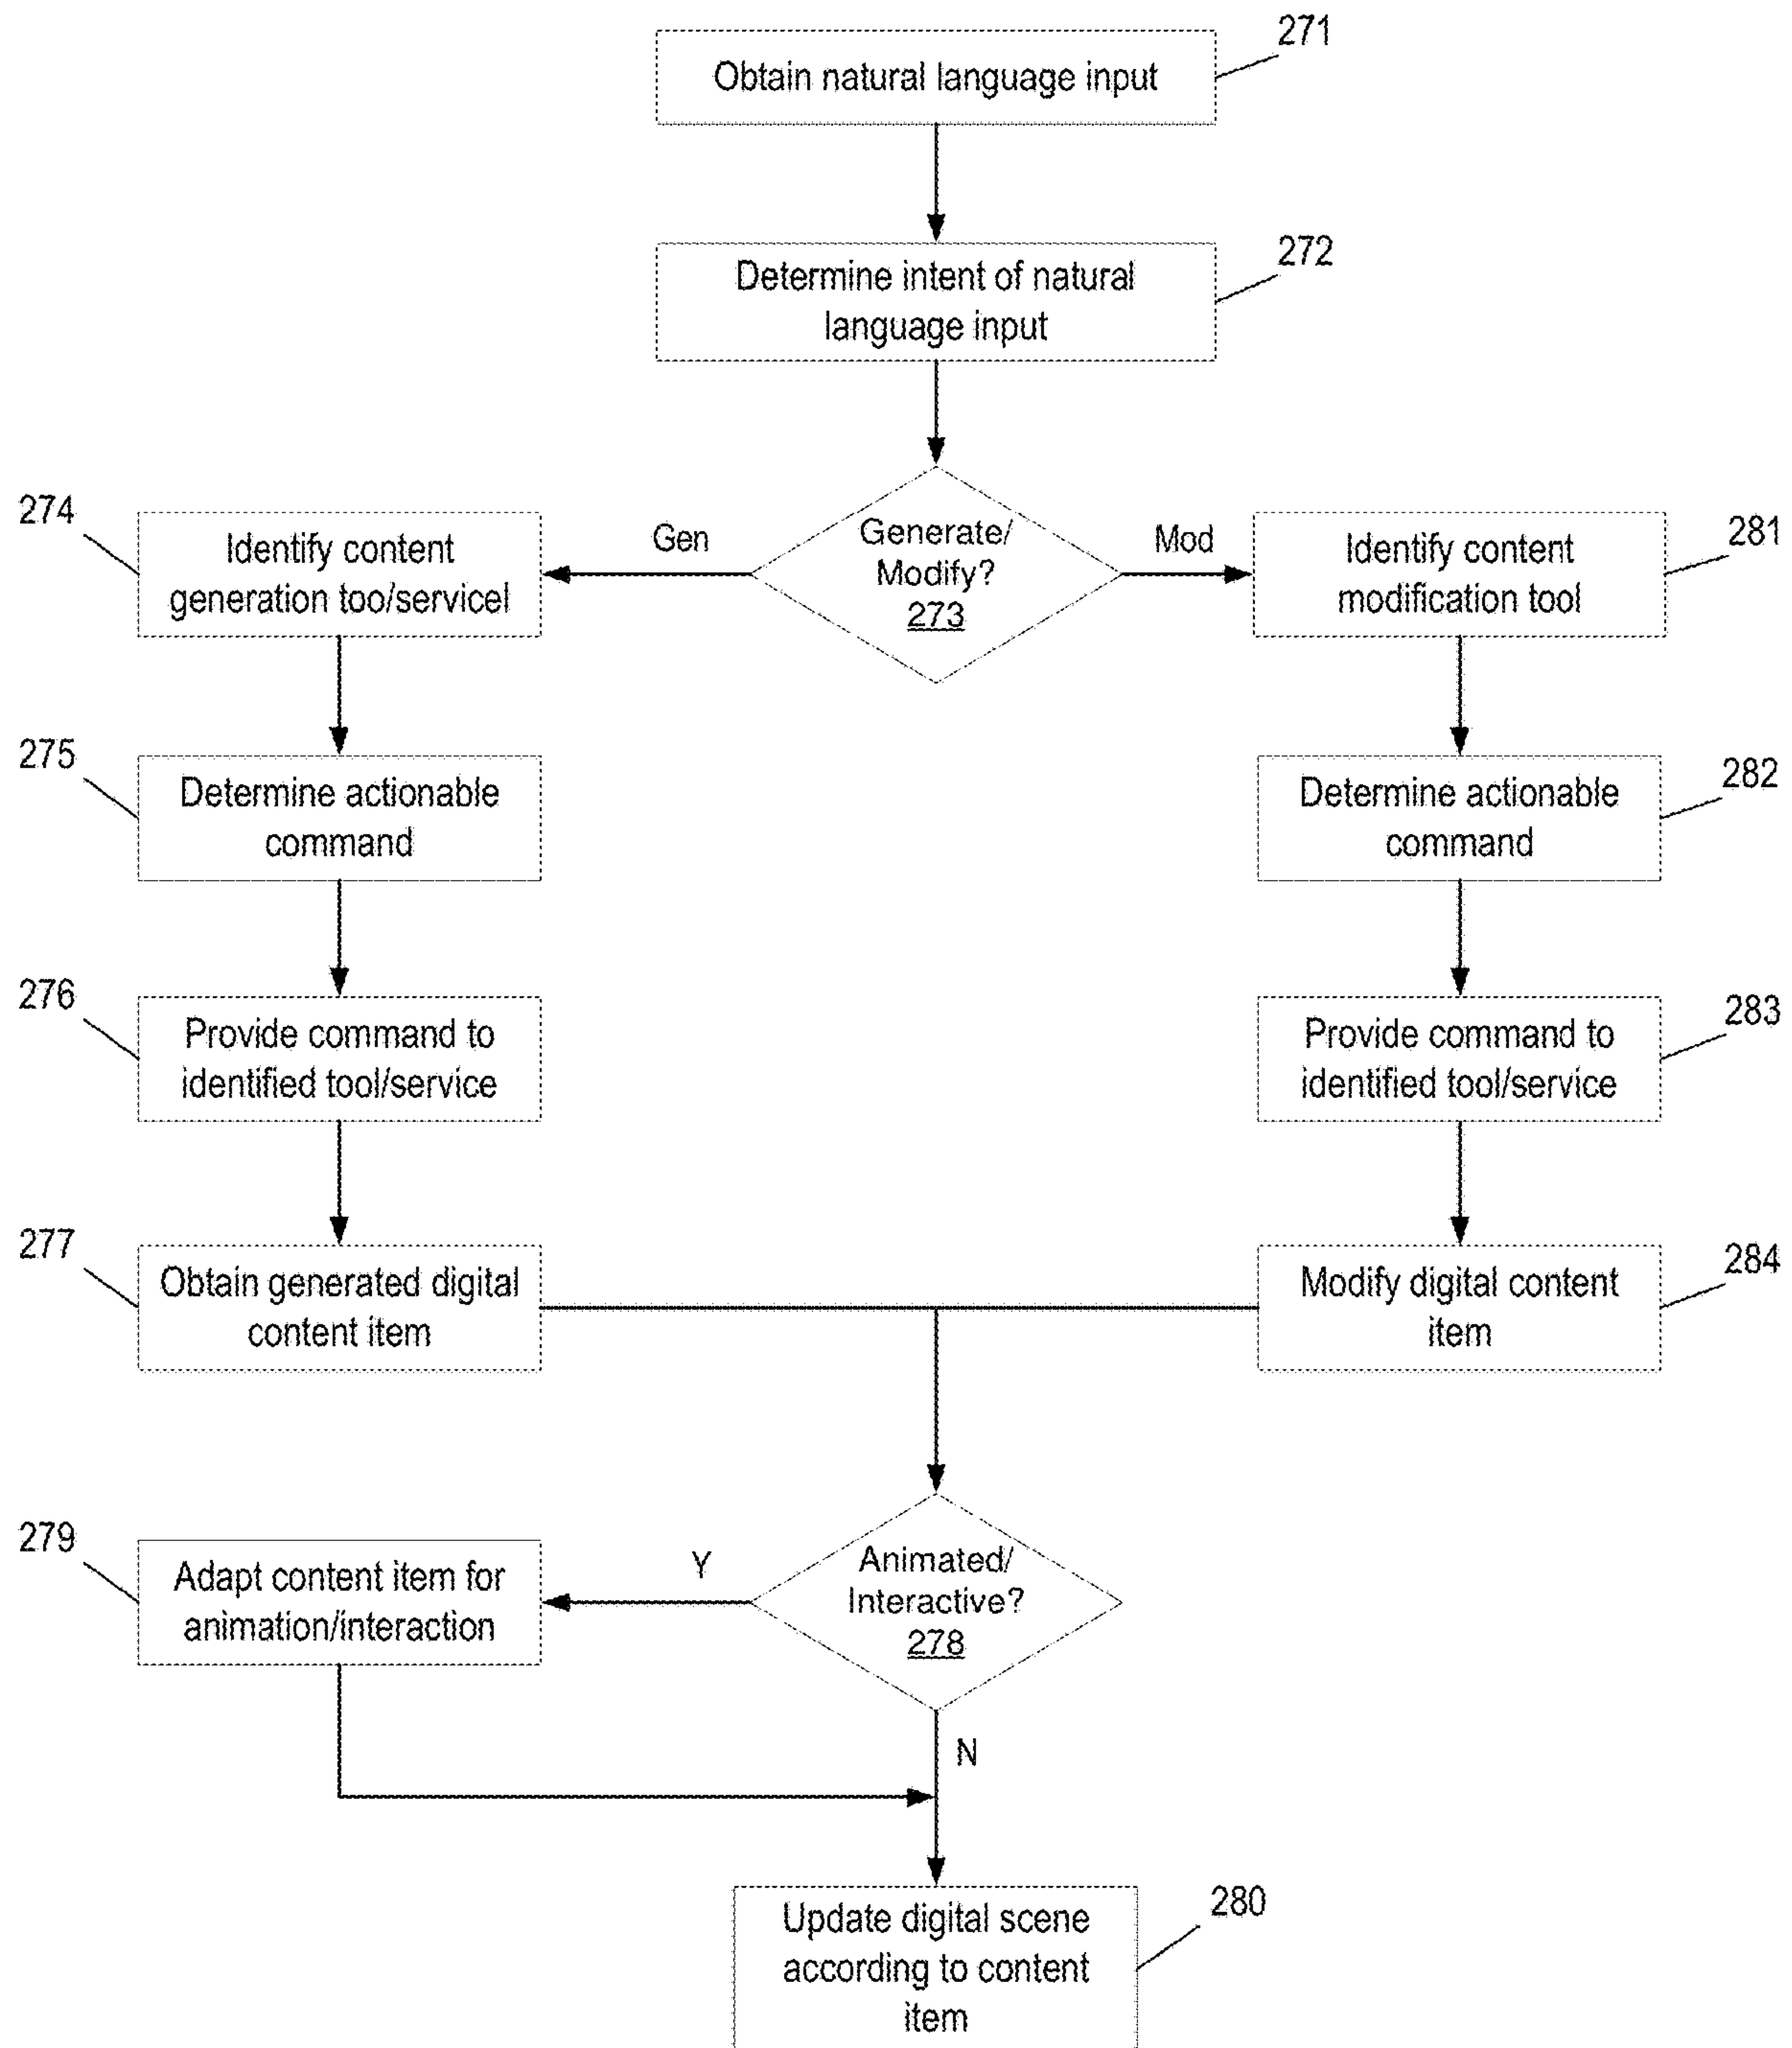 271
Obtain natural language input
272
Determine intent of natural
language input
Generate/
Modify?
273
Gen
Mod
274
Identify content
generation too/servicel
275
Determine actionable
command
276
Provide command to
identified tool/service
277
Obtain generated digital
content item
281
Identify content
modification tool
282
Determine actionable
command
283
Provide command to
identified tool/service
284
Modify digital content
item
Animated/
Interactive?
278
Y
N
279
Adapt content item for
animation/interaction
280
Update digital scene
according to content
item